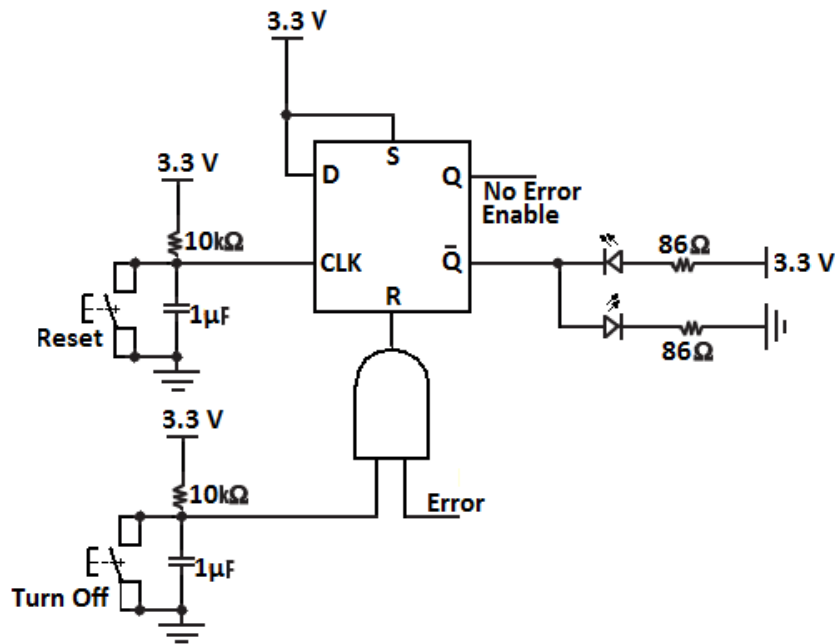 3.3 V
S
D
Q
No Error
Enable
3.3 V
10kΩ
CLK
Q̄
86Ω
3.3 V
R
1µF
Reset
86Ω
3.3 V
10kΩ
Error
1µF
Turn Off